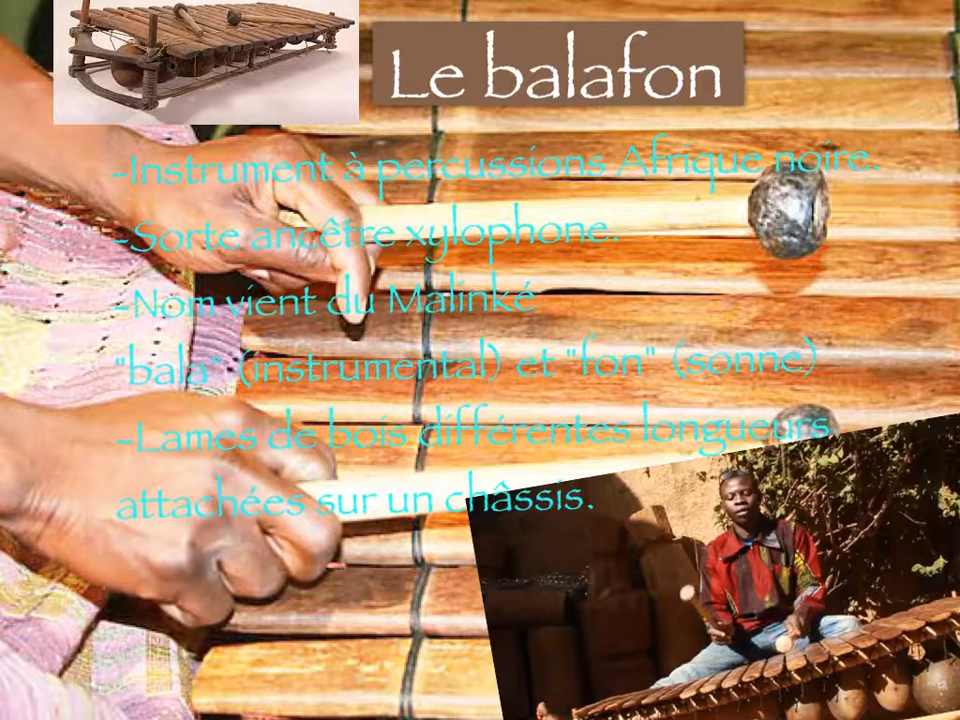 Le balafon
-Instrument à percussions Afrique noire.
-Sorte ancêtre xylophone.
-Nom vient du Malinké
"bala" (instrumental) et "fon" (sonne)
-Lames de bois différentes longueurs
attachées sur un châssis.